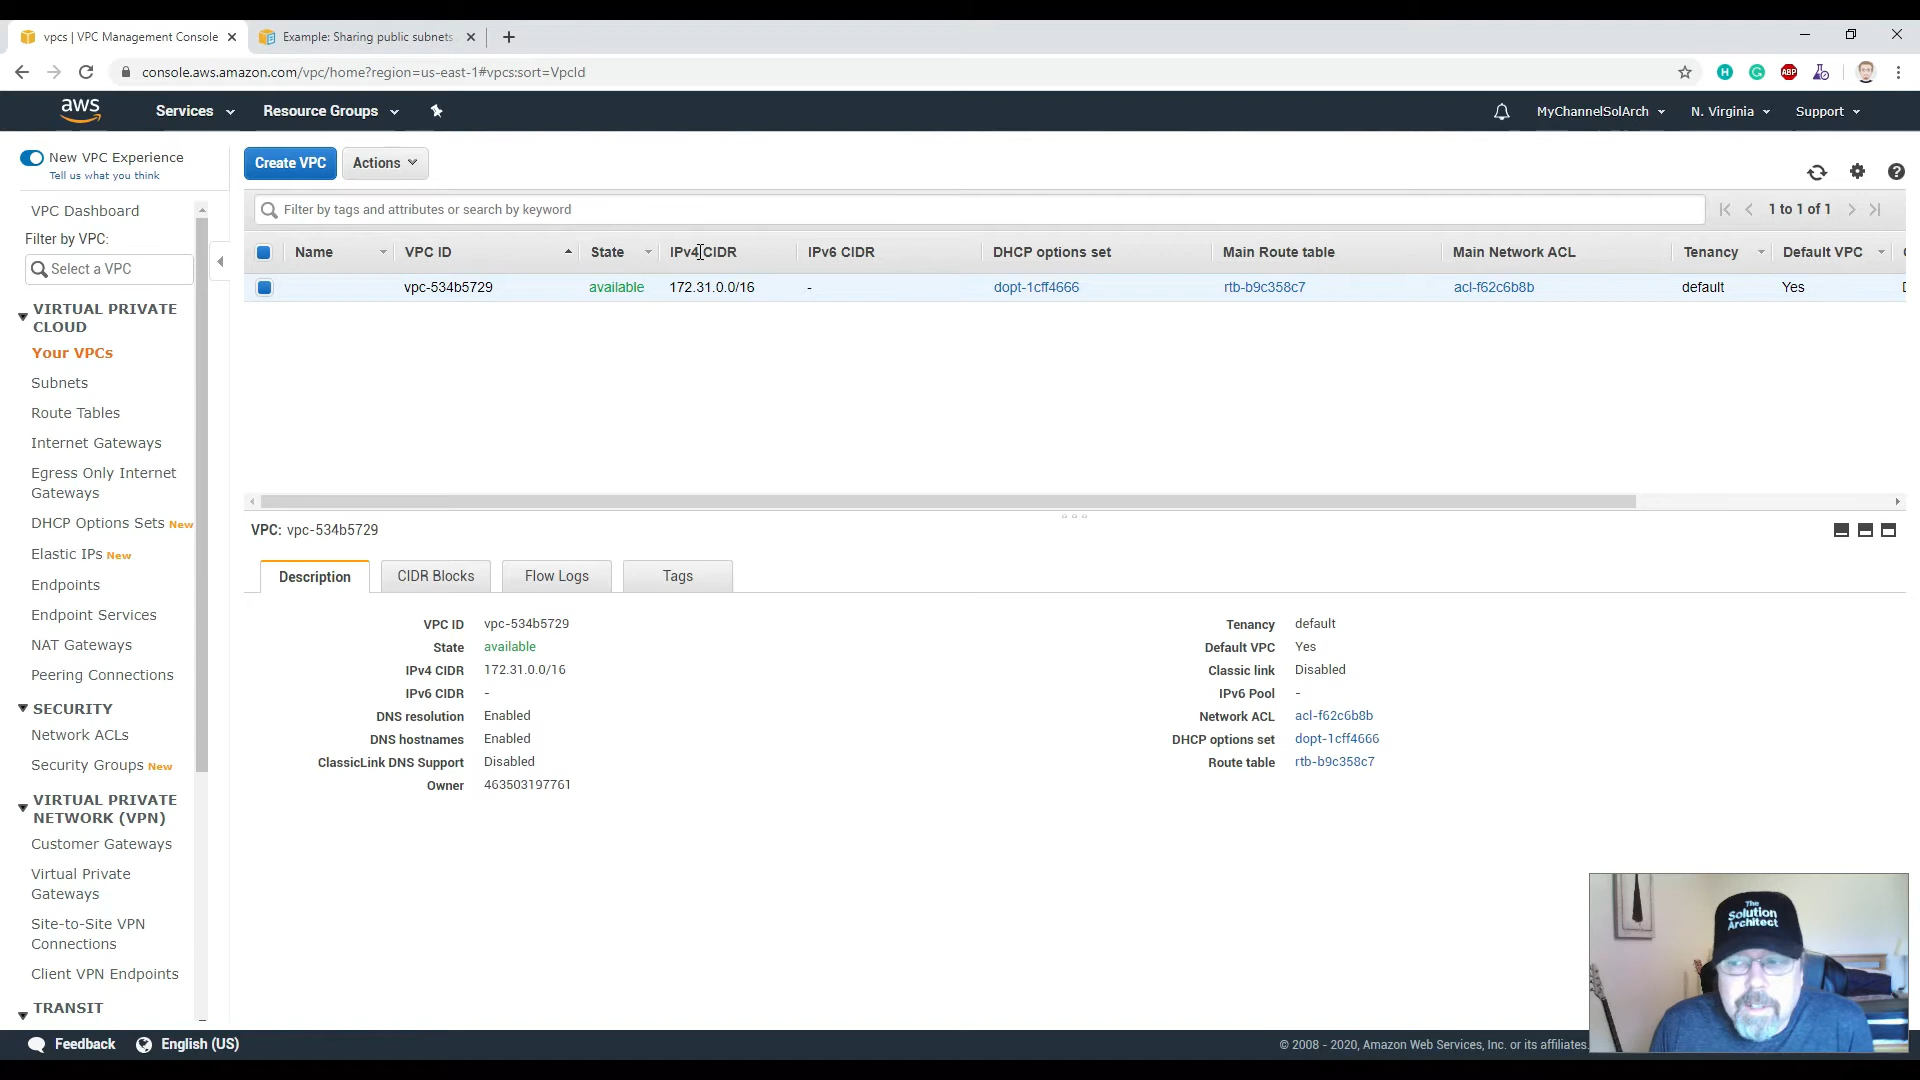 vpcs | VPC Management Console
Example: Sharing public subnets
console.aws.amazon.com/vpc/home?region=us-east-1#vpcs:sort=VpcId
ABP
aws
Services
Resource Groups
MyChannelSolArch
N. Virginia
Support
New VPC Experience
Tell us what you think
Create VPC
Actions
VPC Dashboard
Filter by VPC:
Select a VPC
Filter by tags and attributes or search by keyword
1 to 1 of 1
Name VPC ID State IPv4 CIDR IPv6 CIDR DHCP options set Main Route table Main Network ACL Tenancy Default VPC
vpc-534b5729 available 172.31.0.0/16 - dopt-1cff4666 rtb-b9c358c7 acl-f62c6b8b default Yes
VIRTUAL PRIVATE
CLOUD
Your VPCs
Subnets
Route Tables
Internet Gateways
Egress Only Internet
Gateways
DHCP Options Sets New
Elastic IPs New
Endpoints
Endpoint Services
NAT Gateways
Peering Connections
SECURITY
Network ACLs
Security Groups New
VIRTUAL PRIVATE
NETWORK (VPN)
Customer Gateways
Virtual Private
Gateways
Site-to-Site VPN
Connections
Client VPN Endpoints
TRANSIT
VPC: vpc-534b5729
Description
CIDR Blocks
Flow Logs
Tags
VPC ID vpc-534b5729
State available
IPv4 CIDR 172.31.0.0/16
IPv6 CIDR -
DNS resolution Enabled
DNS hostnames Enabled
ClassicLink DNS Support Disabled
Owner 463503197761
Tenancy default
Default VPC Yes
Classic link Disabled
IPv6 Pool -
Network ACL acl-f62c6b8b
DHCP options set dopt-1cff4666
Route table rtb-b9c358c7
The
Solution
Architect
Feedback
English (US)
© 2008 - 2020, Amazon Web Services, Inc. or its affiliates.